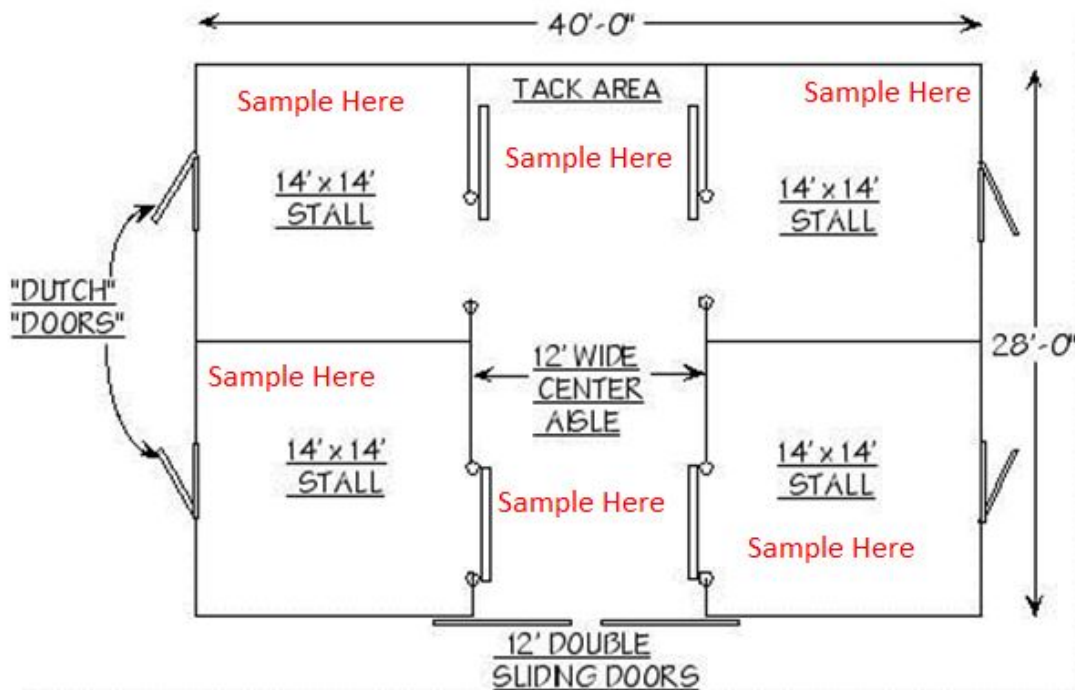 40'-0"
Sample Here
TACK AREA
Sample Here
Sample Here
14' x 14'
STALL
14' x 14'
STALL
"DUTCH"
"DOORS"
28'-0"
12' WIDE
CENTER
AISLE
Sample Here
14' x 14'
STALL
14' x 14'
STALL
Sample Here
Sample Here
12' DOUBLE
SLIDING DOORS